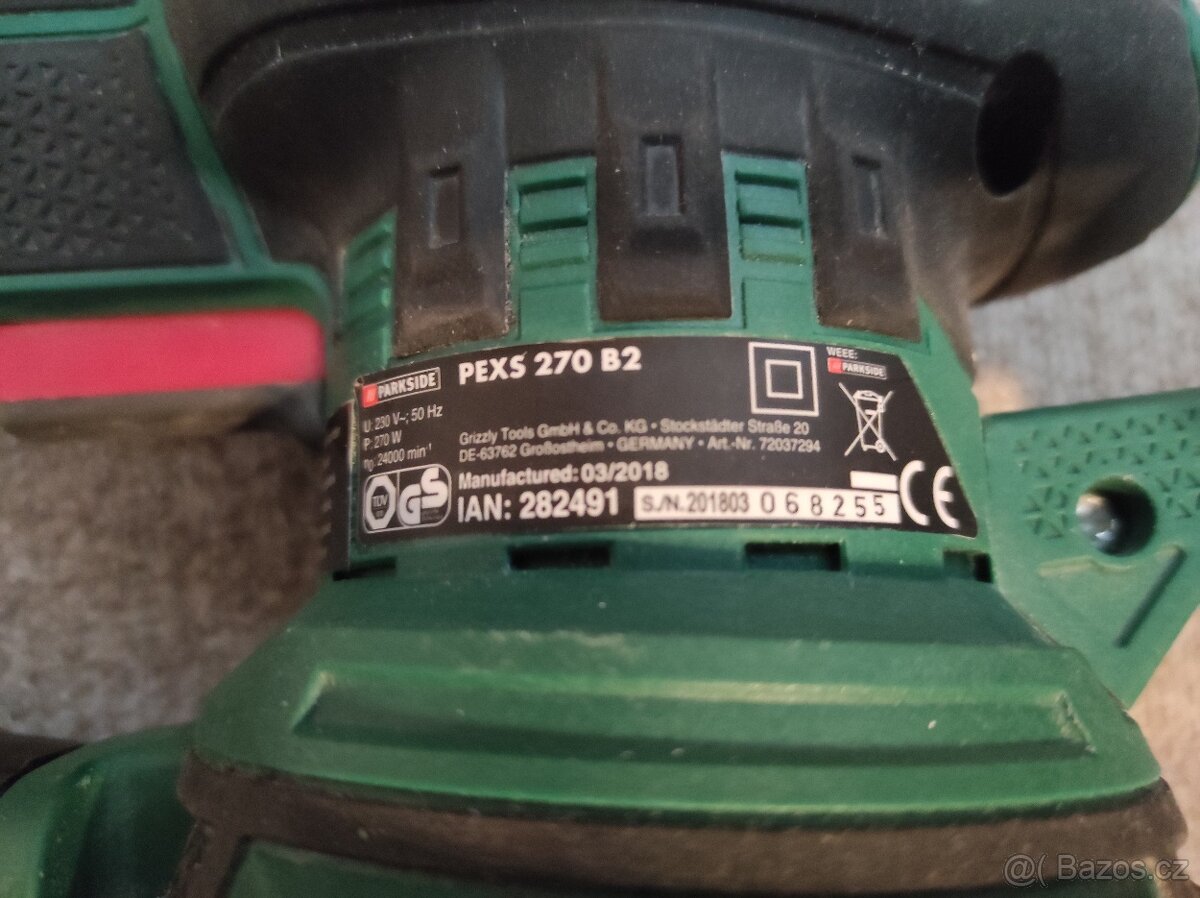 PARKSIDE
PEXS 270 B2
WEEE:
PARKSIDE
U: 230 V~; 50 Hz
P: 270 W
n₀: 24000 min⁻¹
Grizzly Tools GmbH & Co. KG • Stockstädter Straße 20
DE-63762 Großostheim • GERMANY • Art.-Nr. 72037294
Manufactured: 03/2018
IAN: 282491
S./N. 201803 068255
TÜV
GS
CE
@( Bazos.cz